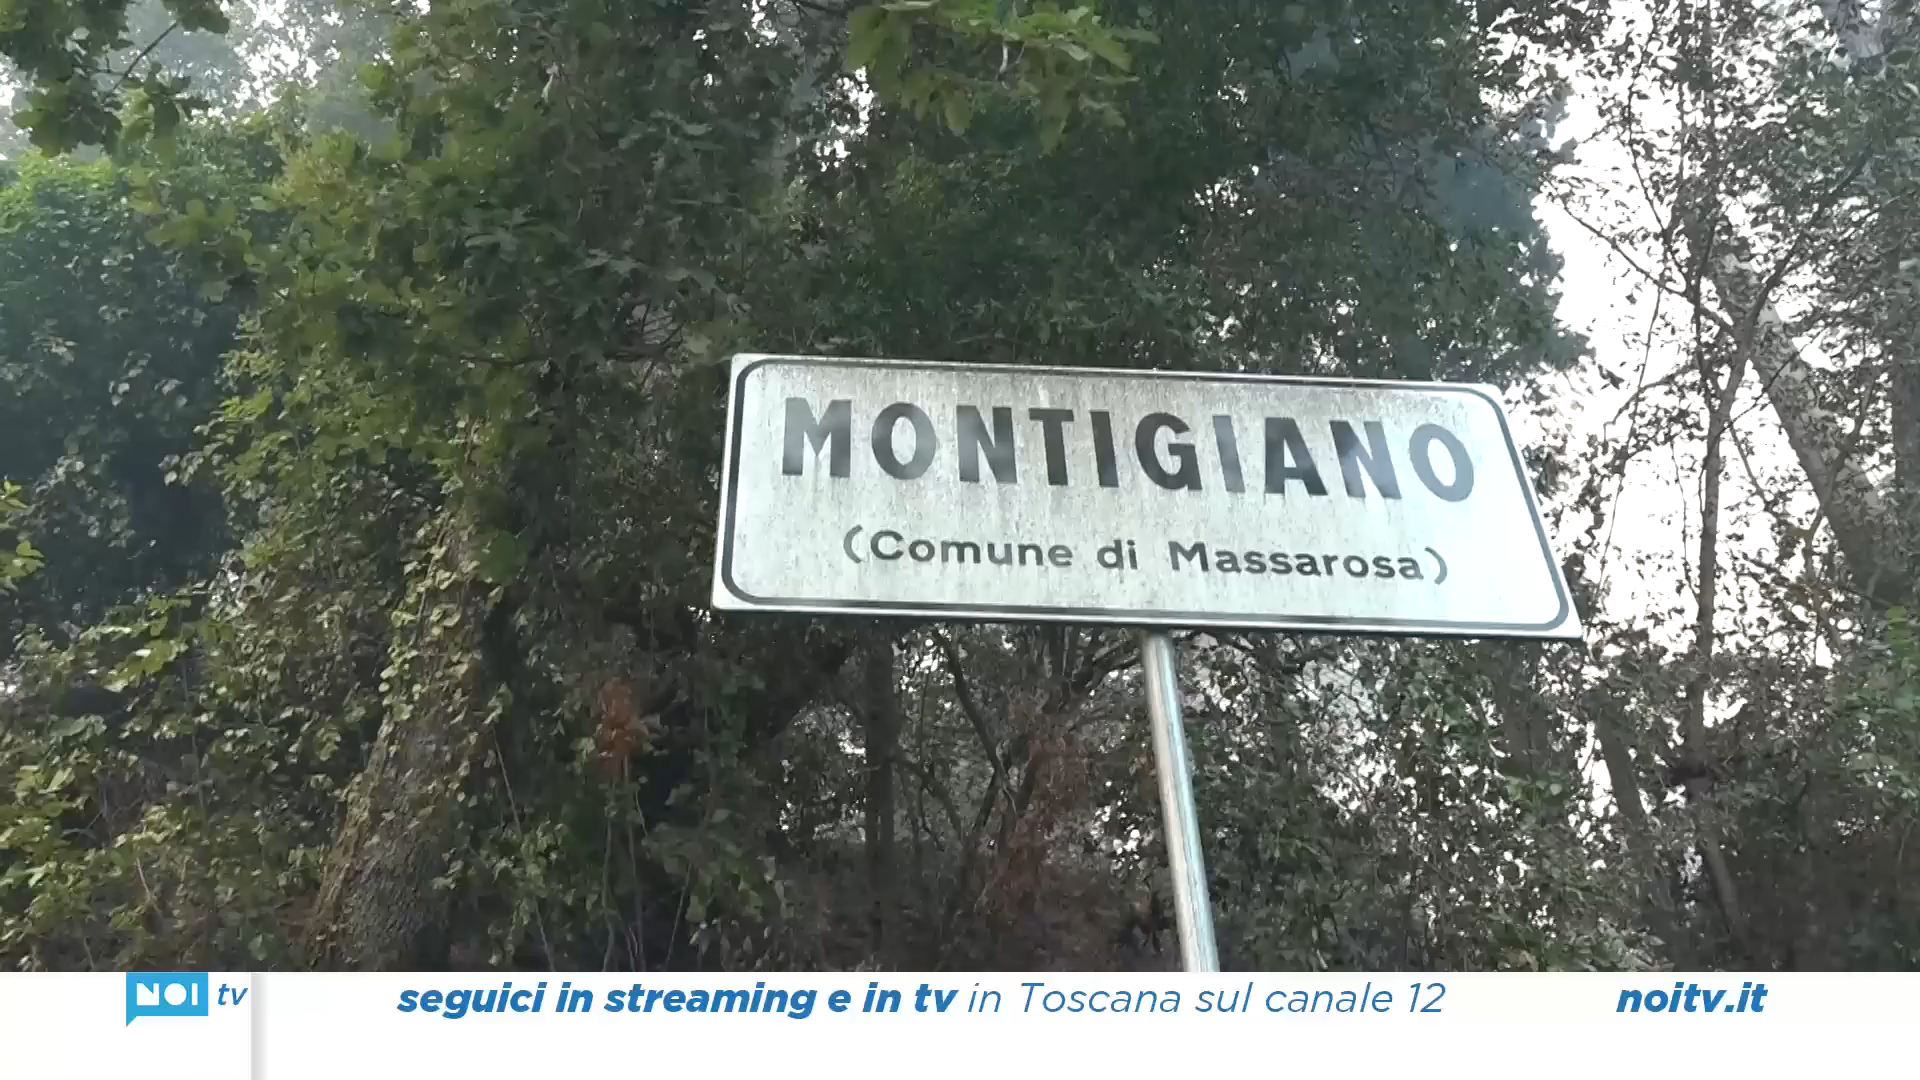 MONTIGIANO
(Comune di Massarosa)
NOI tv
seguici in streaming e in tv in Toscana sul canale 12
noitv.it